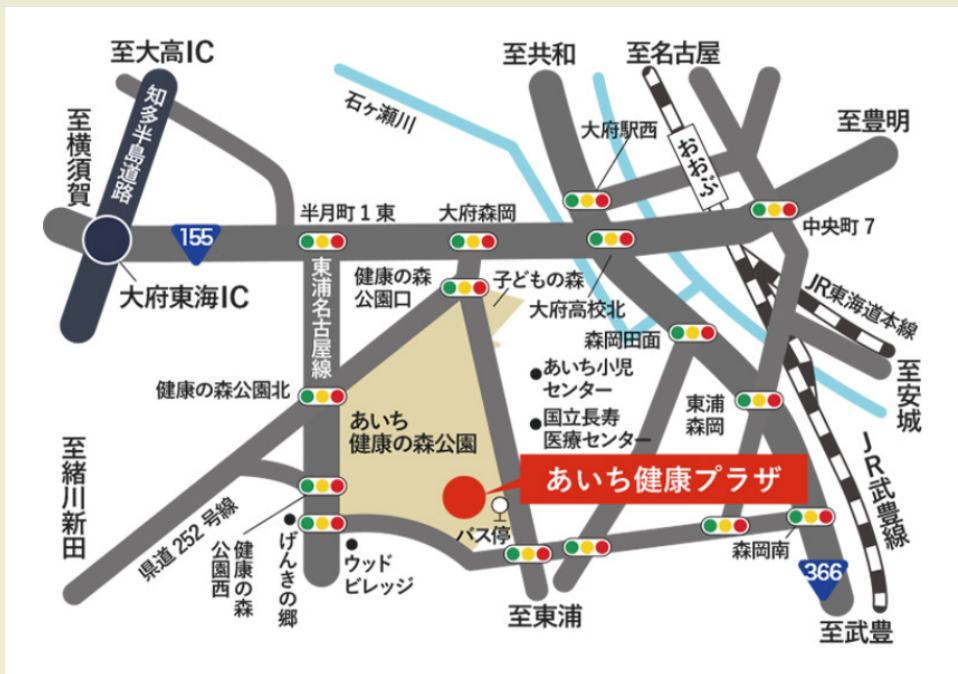 至大高IC
至共和
至名古屋
知多半島道路
石ヶ瀬川
至横須賀
大府駅西
至豊明
おおぶ
155
半月町1東
大府森岡
中央町7
大府東海IC
東浦名古屋線
健康の森
公園口
子どもの森
大府高校北
JR東海道本線
森岡田面
健康の森公園北
あいち小児
センター
至安城
東浦
森岡
あいち
健康の森公園
国立長寿
医療センター
至緒川新田
あいち健康プラザ
JR武豊線
バス停
県道252号線
健康の森
公園西
げんきの郷
ウッド
ビレッジ
森岡南
366
至東浦
至武豊